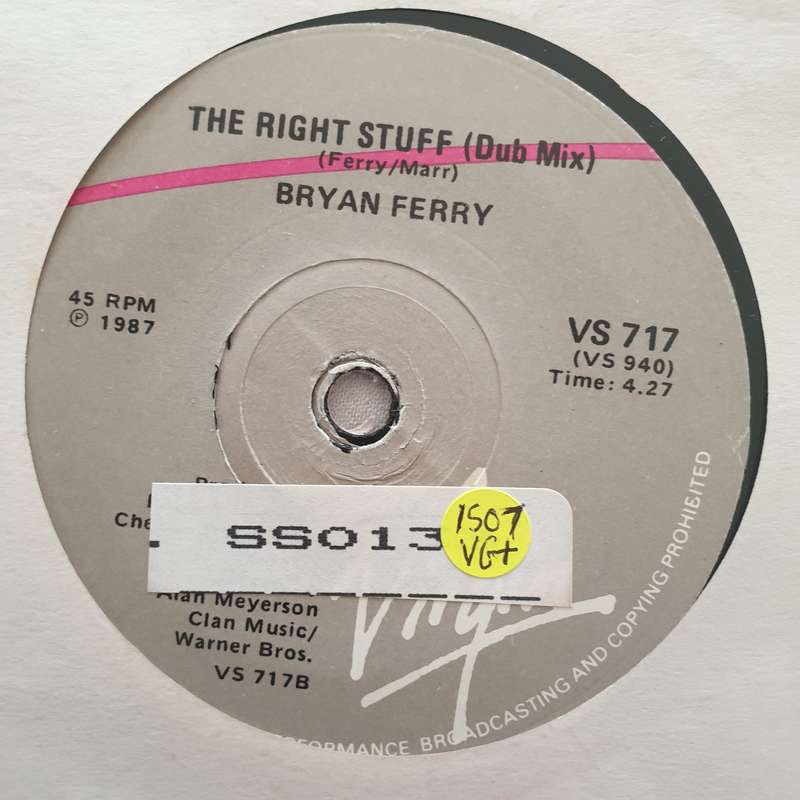 THE RIGHT STUFF (Dub Mix)
(Ferry/Marr)
BRYAN FERRY
45 RPM
℗ 1987
VS 717
(VS 940)
Time: 4.27
SS013
1507
VG+
Alan Meyerson
Clan Music/
Warner Bros.
VS 717B
Virgin
PERFORMANCE BROADCASTING AND COPYING PROHIBITED